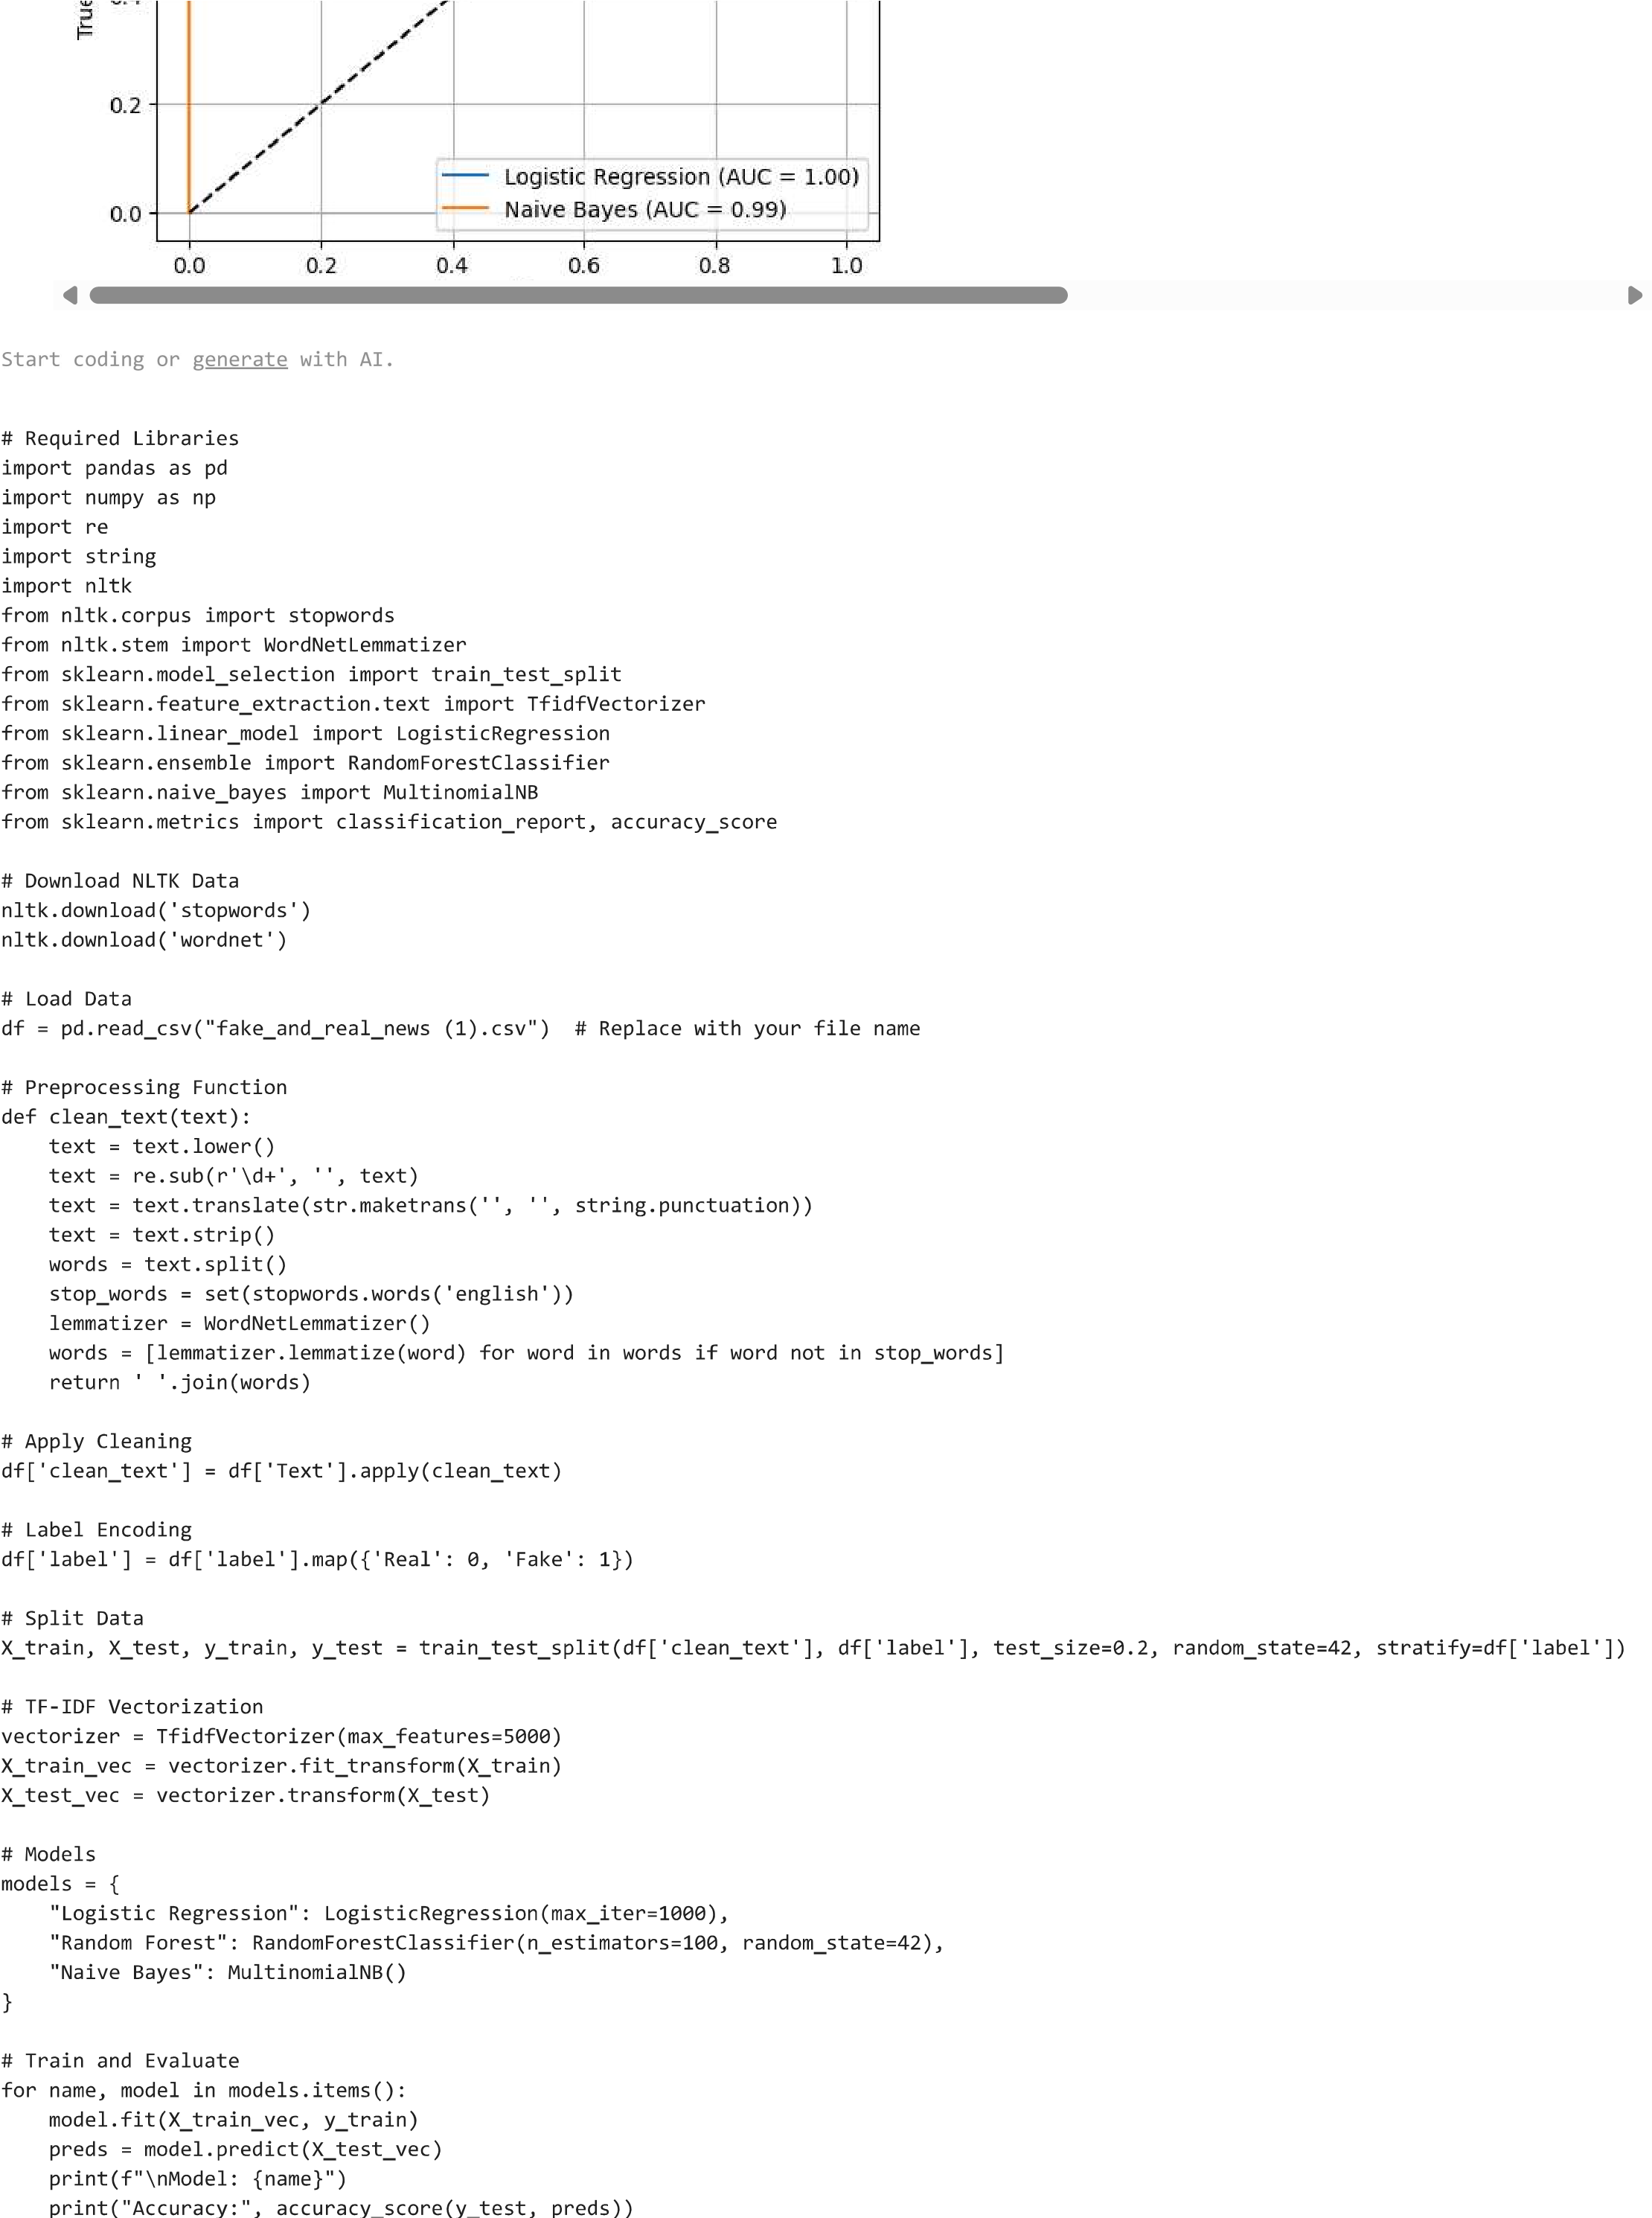 True
0.4
0.2
Logistic Regression (AUC = 1.00)
Naive Bayes (AUC = 0.99)
0.0
0.0 0.2 0.4 0.6 0.8 1.0
Start coding or generate with AI.
# Required Libraries
import pandas as pd
import numpy as np
import re
import string
import nltk
from nltk.corpus import stopwords
from nltk.stem import WordNetLemmatizer
from sklearn.model_selection import train_test_split
from sklearn.feature_extraction.text import TfidfVectorizer
from sklearn.linear_model import LogisticRegression
from sklearn.ensemble import RandomForestClassifier
from sklearn.naive_bayes import MultinomialNB
from sklearn.metrics import classification_report, accuracy_score
# Download NLTK Data
nltk.download('stopwords')
nltk.download('wordnet')
# Load Data
df = pd.read_csv("fake_and_real_news (1).csv")  # Replace with your file name
# Preprocessing Function
def clean_text(text):
    text = text.lower()
    text = re.sub(r'\d+', '', text)
    text = text.translate(str.maketrans('', '', string.punctuation))
    text = text.strip()
    words = text.split()
    stop_words = set(stopwords.words('english'))
    lemmatizer = WordNetLemmatizer()
    words = [lemmatizer.lemmatize(word) for word in words if word not in stop_words]
    return ' '.join(words)
# Apply Cleaning
df['clean_text'] = df['Text'].apply(clean_text)
# Label Encoding
df['label'] = df['label'].map({'Real': 0, 'Fake': 1})
# Split Data
X_train, X_test, y_train, y_test = train_test_split(df['clean_text'], df['label'], test_size=0.2, random_state=42, stratify=df['label'])
# TF-IDF Vectorization
vectorizer = TfidfVectorizer(max_features=5000)
X_train_vec = vectorizer.fit_transform(X_train)
X_test_vec = vectorizer.transform(X_test)
# Models
models = {
    "Logistic Regression": LogisticRegression(max_iter=1000),
    "Random Forest": RandomForestClassifier(n_estimators=100, random_state=42),
    "Naive Bayes": MultinomialNB()
}
# Train and Evaluate
for name, model in models.items():
    model.fit(X_train_vec, y_train)
    preds = model.predict(X_test_vec)
    print(f"\nModel: {name}")
    print("Accuracy:", accuracy_score(y_test, preds))